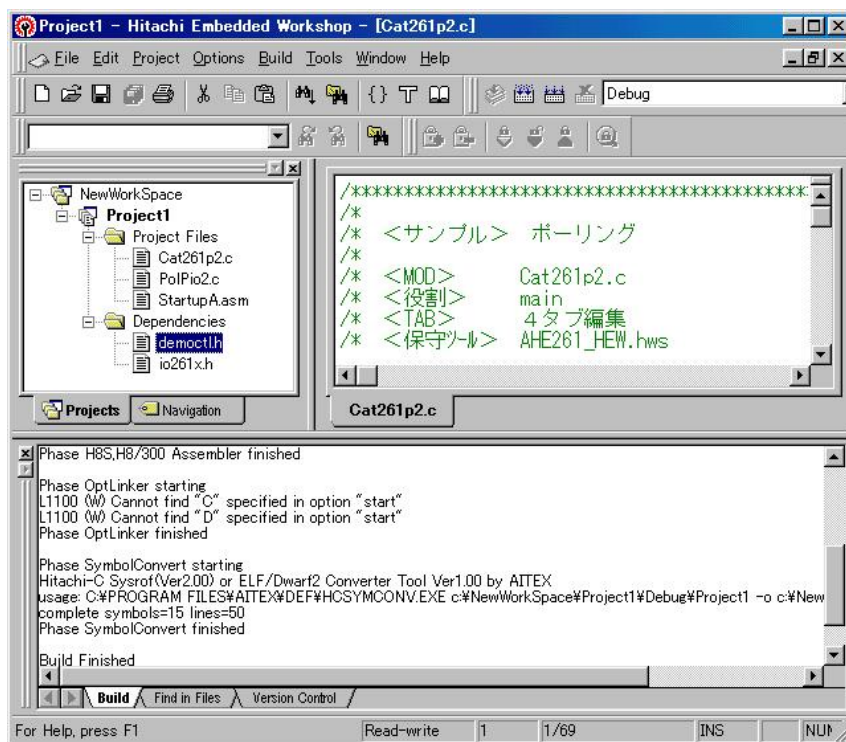 Project1 - Hitachi Embedded Workshop - [Cat261p2.c]
File Edit Project Options Build Tools Window Help
Debug
NewWorkSpace
Project1
Project Files
Cat261p2.c
PolPio2.c
StartupA.asm
Dependencies
democtl.h
io261x.h
Projects Navigation
/*******************************************
/*
/* <サンプル> ポーリング
/*
/* <MOD> Cat261p2.c
/* <役割> main
/* <TAB> 4タブ編集
/* <保守ツール> AHE261_HEW.hws
Cat261p2.c
Phase H8S,H8/300 Assembler finished
Phase OptLinker starting
L1100 (W) Cannot find "C" specified in option "start"
L1100 (W) Cannot find "D" specified in option "start"
Phase OptLinker finished
Phase SymbolConvert starting
Hitachi-C Sysrof(Ver2.00) or ELF/Dwarf2 Converter Tool Ver1.00 by AITEX
usage: C:¥PROGRAM FILES¥AITEX¥DEF¥HCSYMCONV.EXE c:¥NewWorkSpace¥Project1¥Debug¥Project1 -o c:¥New
complete symbols=15 lines=50
Phase SymbolConvert finished
Build Finished
Build Find in Files Version Control
For Help, press F1 Read-write 1 1/69 INS NUM